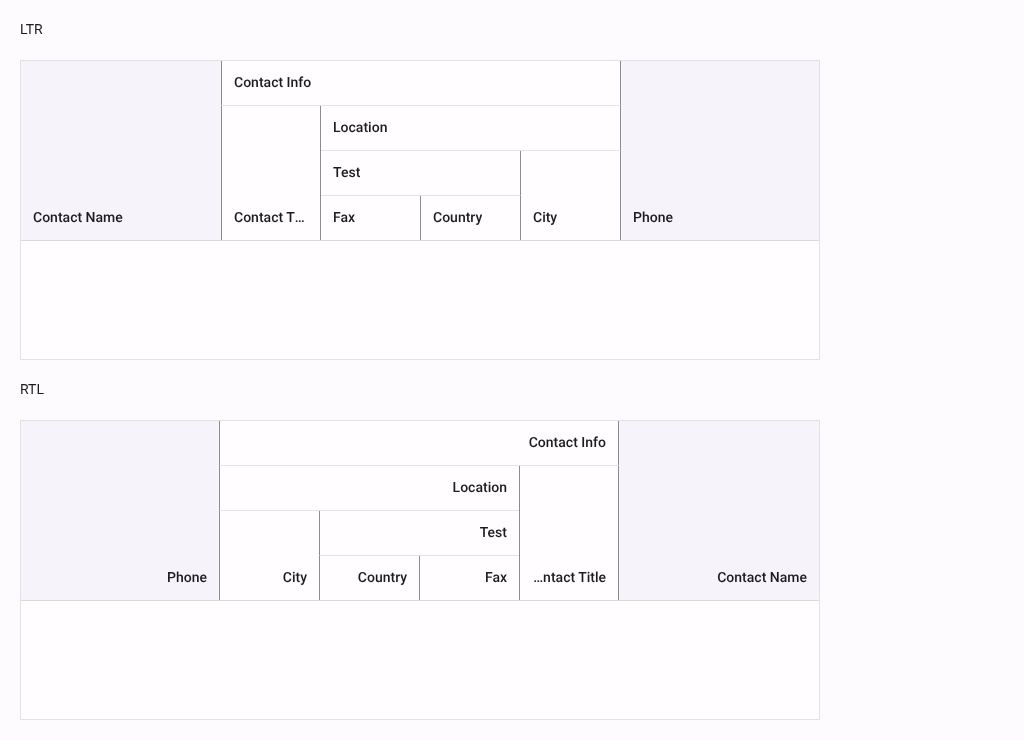 LTR
Contact Info
Location
Test
Contact Name
Contact T...
Fax
Country
City
Phone
RTL
Contact Info
Location
Test
Phone
City
Country
Fax
...ntact Title
Contact Name